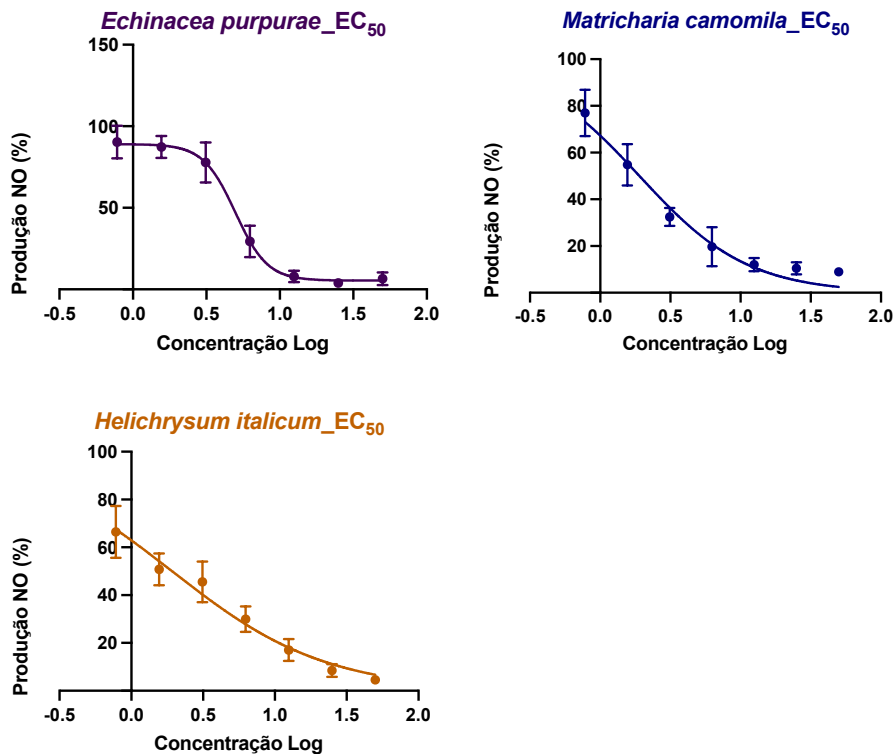 Echinacea purpurae_EC50
150
100
50
-0.5 0.0 0.5 1.0 1.5 2.0
Produção NO (%)
Concentração Log
Matricharia camomila_EC50
100
80
60
40
20
-0.5 0.0 0.5 1.0 1.5 2.0
Produção NO (%)
Concentração Log
Helichrysum italicum_EC50
100
80
60
40
20
-0.5 0.0 0.5 1.0 1.5 2.0
Produção NO (%)
Concentração Log